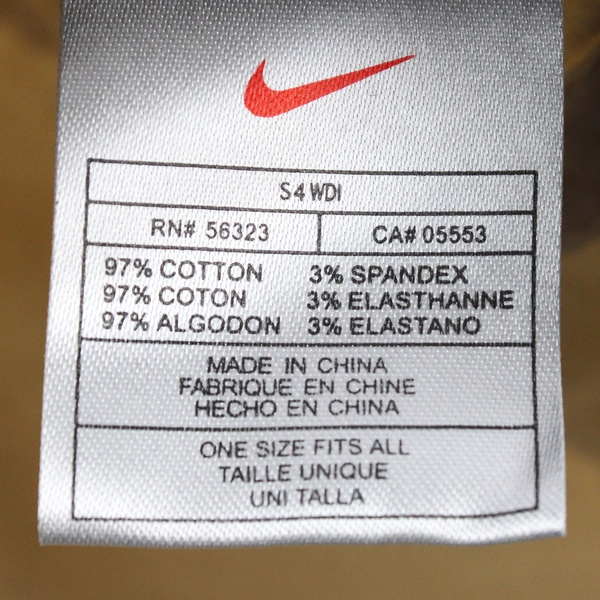 S4 WDI
RN# 56323 CA# 05553
97% COTTON 3% SPANDEX
97% COTON 3% ELASTHANNE
97% ALGODON 3% ELASTANO
MADE IN CHINA
FABRIQUE EN CHINE
HECHO EN CHINA
ONE SIZE FITS ALL
TAILLE UNIQUE
UNI TALLA